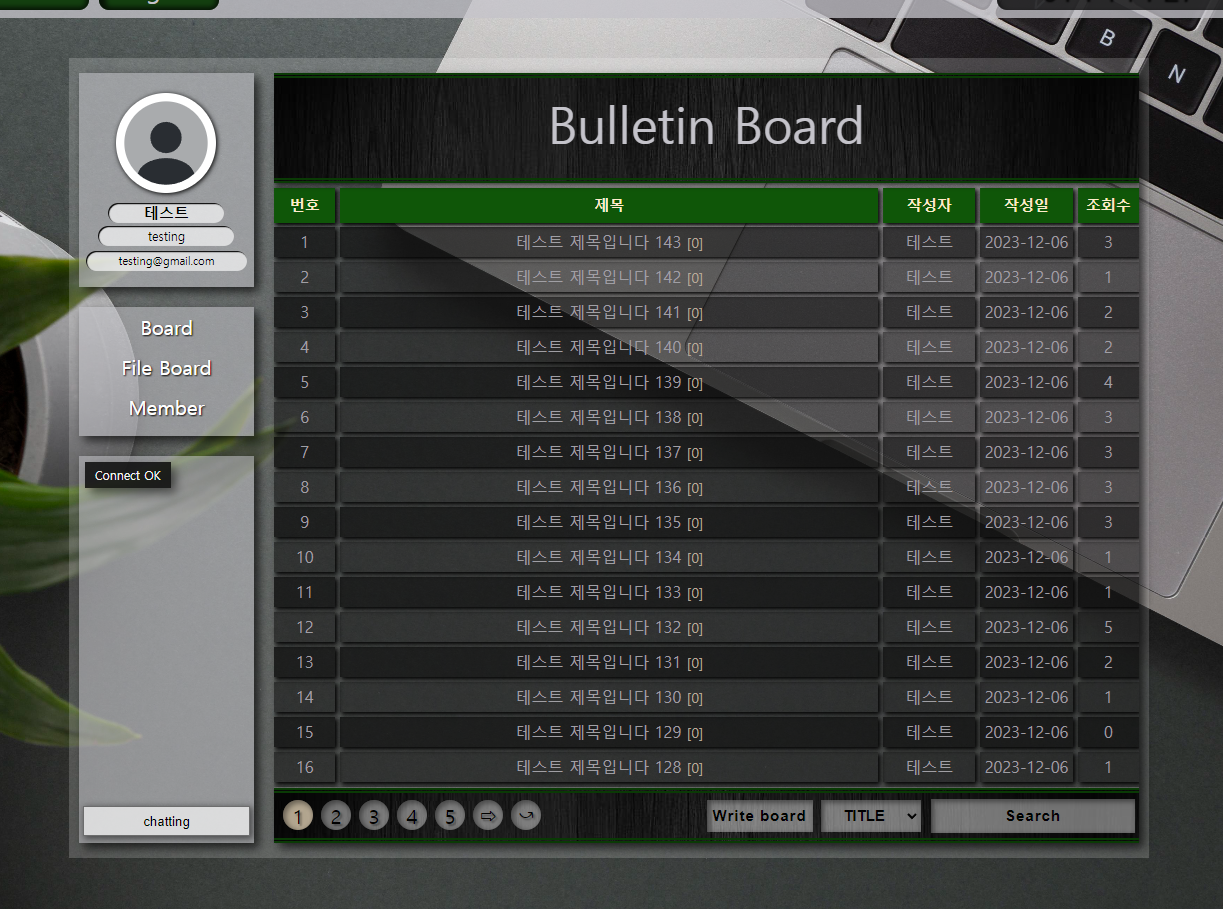 B
N
테스트
testing
testing@gmail.com
Board
File Board
Member
Connect OK
chatting
Bulletin Board
번호 제목 작성자 작성일 조회수
1 테스트 제목입니다 143 [0] 테스트 2023-12-06 3
2 테스트 제목입니다 142 [0] 테스트 2023-12-06 1
3 테스트 제목입니다 141 [0] 테스트 2023-12-06 2
4 테스트 제목입니다 140 [0] 테스트 2023-12-06 2
5 테스트 제목입니다 139 [0] 테스트 2023-12-06 4
6 테스트 제목입니다 138 [0] 테스트 2023-12-06 3
7 테스트 제목입니다 137 [0] 테스트 2023-12-06 3
8 테스트 제목입니다 136 [0] 테스트 2023-12-06 3
9 테스트 제목입니다 135 [0] 테스트 2023-12-06 3
10 테스트 제목입니다 134 [0] 테스트 2023-12-06 1
11 테스트 제목입니다 133 [0] 테스트 2023-12-06 1
12 테스트 제목입니다 132 [0] 테스트 2023-12-06 5
13 테스트 제목입니다 131 [0] 테스트 2023-12-06 2
14 테스트 제목입니다 130 [0] 테스트 2023-12-06 1
15 테스트 제목입니다 129 [0] 테스트 2023-12-06 0
16 테스트 제목입니다 128 [0] 테스트 2023-12-06 1
1 2 3 4 5 ⇨ ⤻ Write board TITLE Search